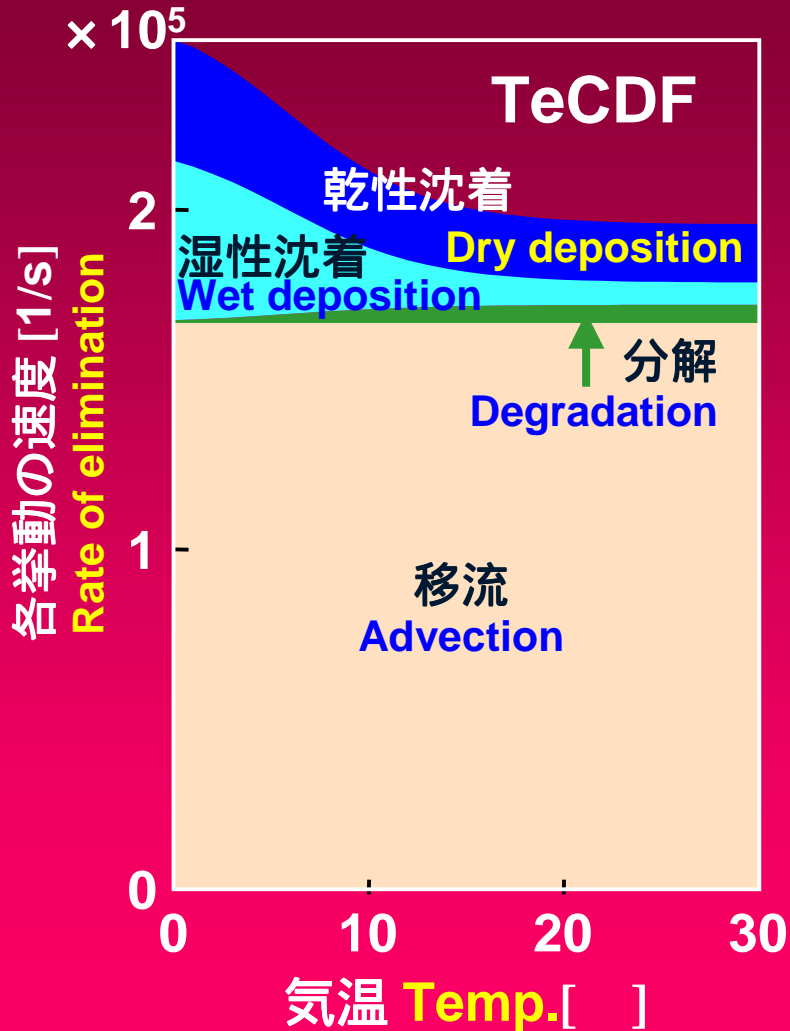 × 10⁵
TeCDF
乾性沈着
2
湿性沈着
Dry deposition
Wet deposition
分解
Degradation
各挙動の速度 [1/s]
Rate of elimination
1
移流
Advection
0
0 10 20 30
気温 Temp.[ ]